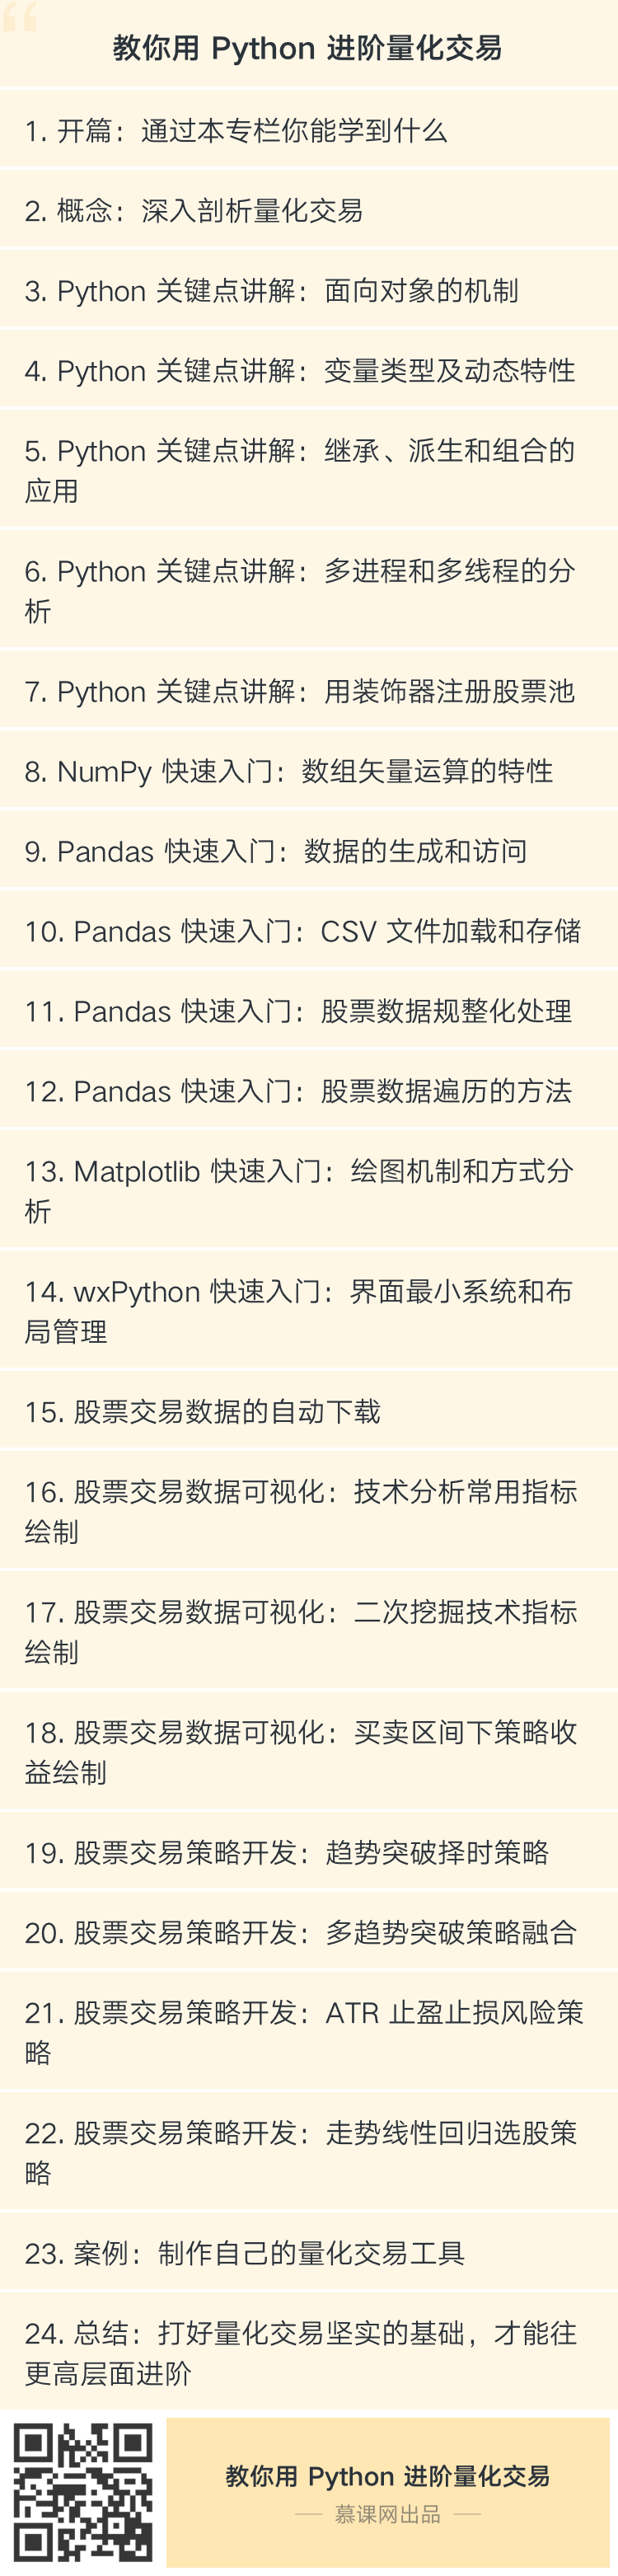 教你用 Python 进阶量化交易
1. 开篇：通过本专栏你能学到什么
2. 概念：深入剖析量化交易
3. Python 关键点讲解：面向对象的机制
4. Python 关键点讲解：变量类型及动态特性
5. Python 关键点讲解：继承、派生和组合的
应用
6. Python 关键点讲解：多进程和多线程的分
析
7. Python 关键点讲解：用装饰器注册股票池
8. NumPy 快速入门：数组矢量运算的特性
9. Pandas 快速入门：数据的生成和访问
10. Pandas 快速入门：CSV 文件加载和存储
11. Pandas 快速入门：股票数据规整化处理
12. Pandas 快速入门：股票数据遍历的方法
13. Matplotlib 快速入门：绘图机制和方式分
析
14. wxPython 快速入门：界面最小系统和布
局管理
15. 股票交易数据的自动下载
16. 股票交易数据可视化：技术分析常用指标
绘制
17. 股票交易数据可视化：二次挖掘技术指标
绘制
18. 股票交易数据可视化：买卖区间下策略收
益绘制
19. 股票交易策略开发：趋势突破择时策略
20. 股票交易策略开发：多趋势突破策略融合
21. 股票交易策略开发：ATR 止盈止损风险策
略
22. 股票交易策略开发：走势线性回归选股策
略
23. 案例：制作自己的量化交易工具
24. 总结：打好量化交易坚实的基础，才能往
更高层面进阶
教你用 Python 进阶量化交易
慕课网出品